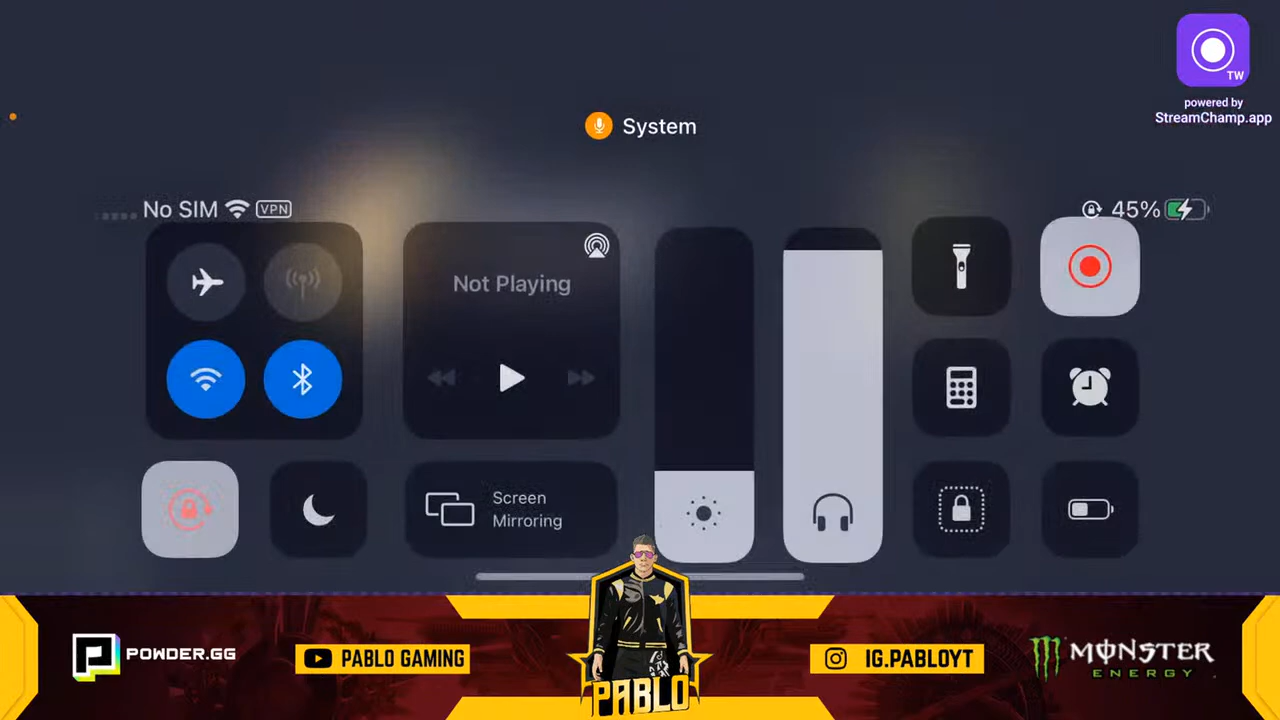 TW
powered by
StreamChamp.app
System
No SIM VPN
45%
Not Playing
Screen
Mirroring
POWDER.GG
PABLO GAMING
PABLO
IG.PABLOYT
MONSTER
ENERGY